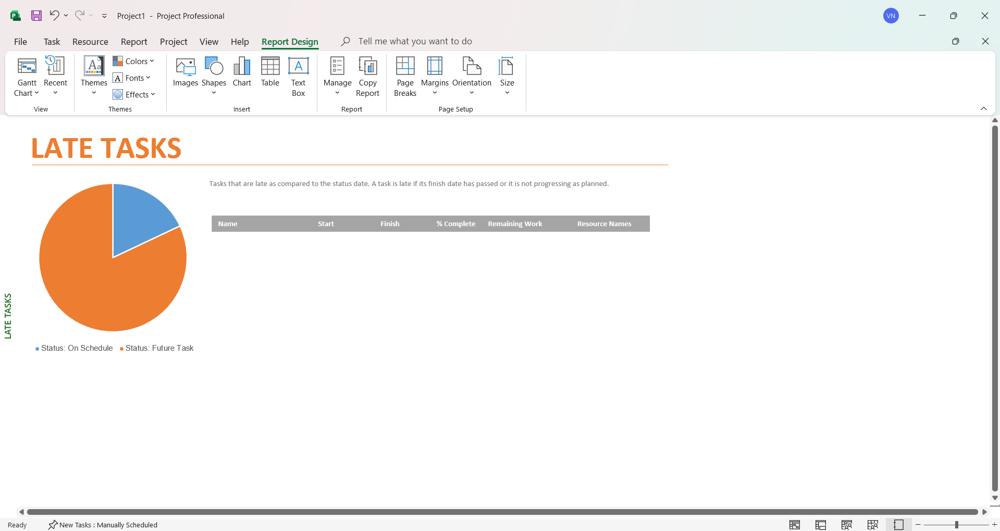 Project1 - Project Professional
VN
File Task Resource Report Project View Help Report Design Tell me what you want to do
Gantt Chart
Recent
View
Themes
Colors
Fonts
Effects
Themes
Images
Shapes
Chart
Table
Text Box
Insert
Manage
Copy Report
Report
Page Breaks
Margins
Orientation
Size
Page Setup
LATE TASKS
Tasks that are late as compared to the status date. A task is late if its finish date has passed or it is not progressing as planned.
Name Start Finish % Complete Remaining Work Resource Names
LATE TASKS
Status: On Schedule Status: Future Task
Ready New Tasks : Manually Scheduled